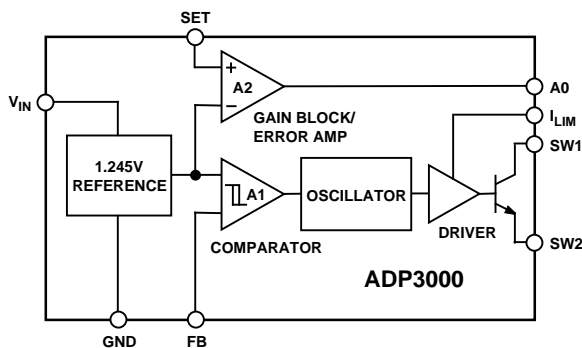 SET
A0
V_IN
+
A2
−
GAIN BLOCK/
ERROR AMP
I_LIM
SW1
1.245V
REFERENCE
A1
OSCILLATOR
COMPARATOR
DRIVER
SW2
ADP3000
GND
FB